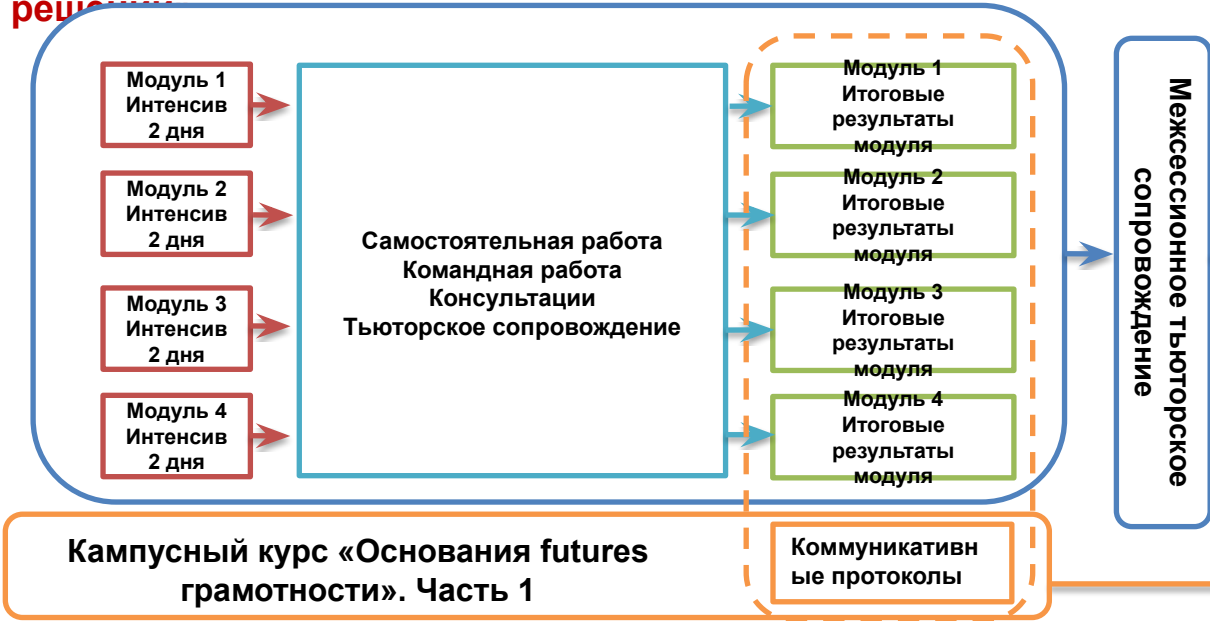 Модуль 1
Интенсив
2 дня
Модуль 2
Интенсив
2 дня
Модуль 3
Интенсив
2 дня
Модуль 4
Интенсив
2 дня
Самостоятельная работа
Командная работа
Консультации
Тьюторское сопровождение
Модуль 1
Итоговые
результаты
модуля
Модуль 2
Итоговые
результаты
модуля
Модуль 3
Итоговые
результаты
модуля
Модуль 4
Итоговые
результаты
модуля
Межсессионное тьюторское
сопровождение
Кампусный курс «Основания futures
грамотности». Часть 1
Коммуникативн
ые протоколы